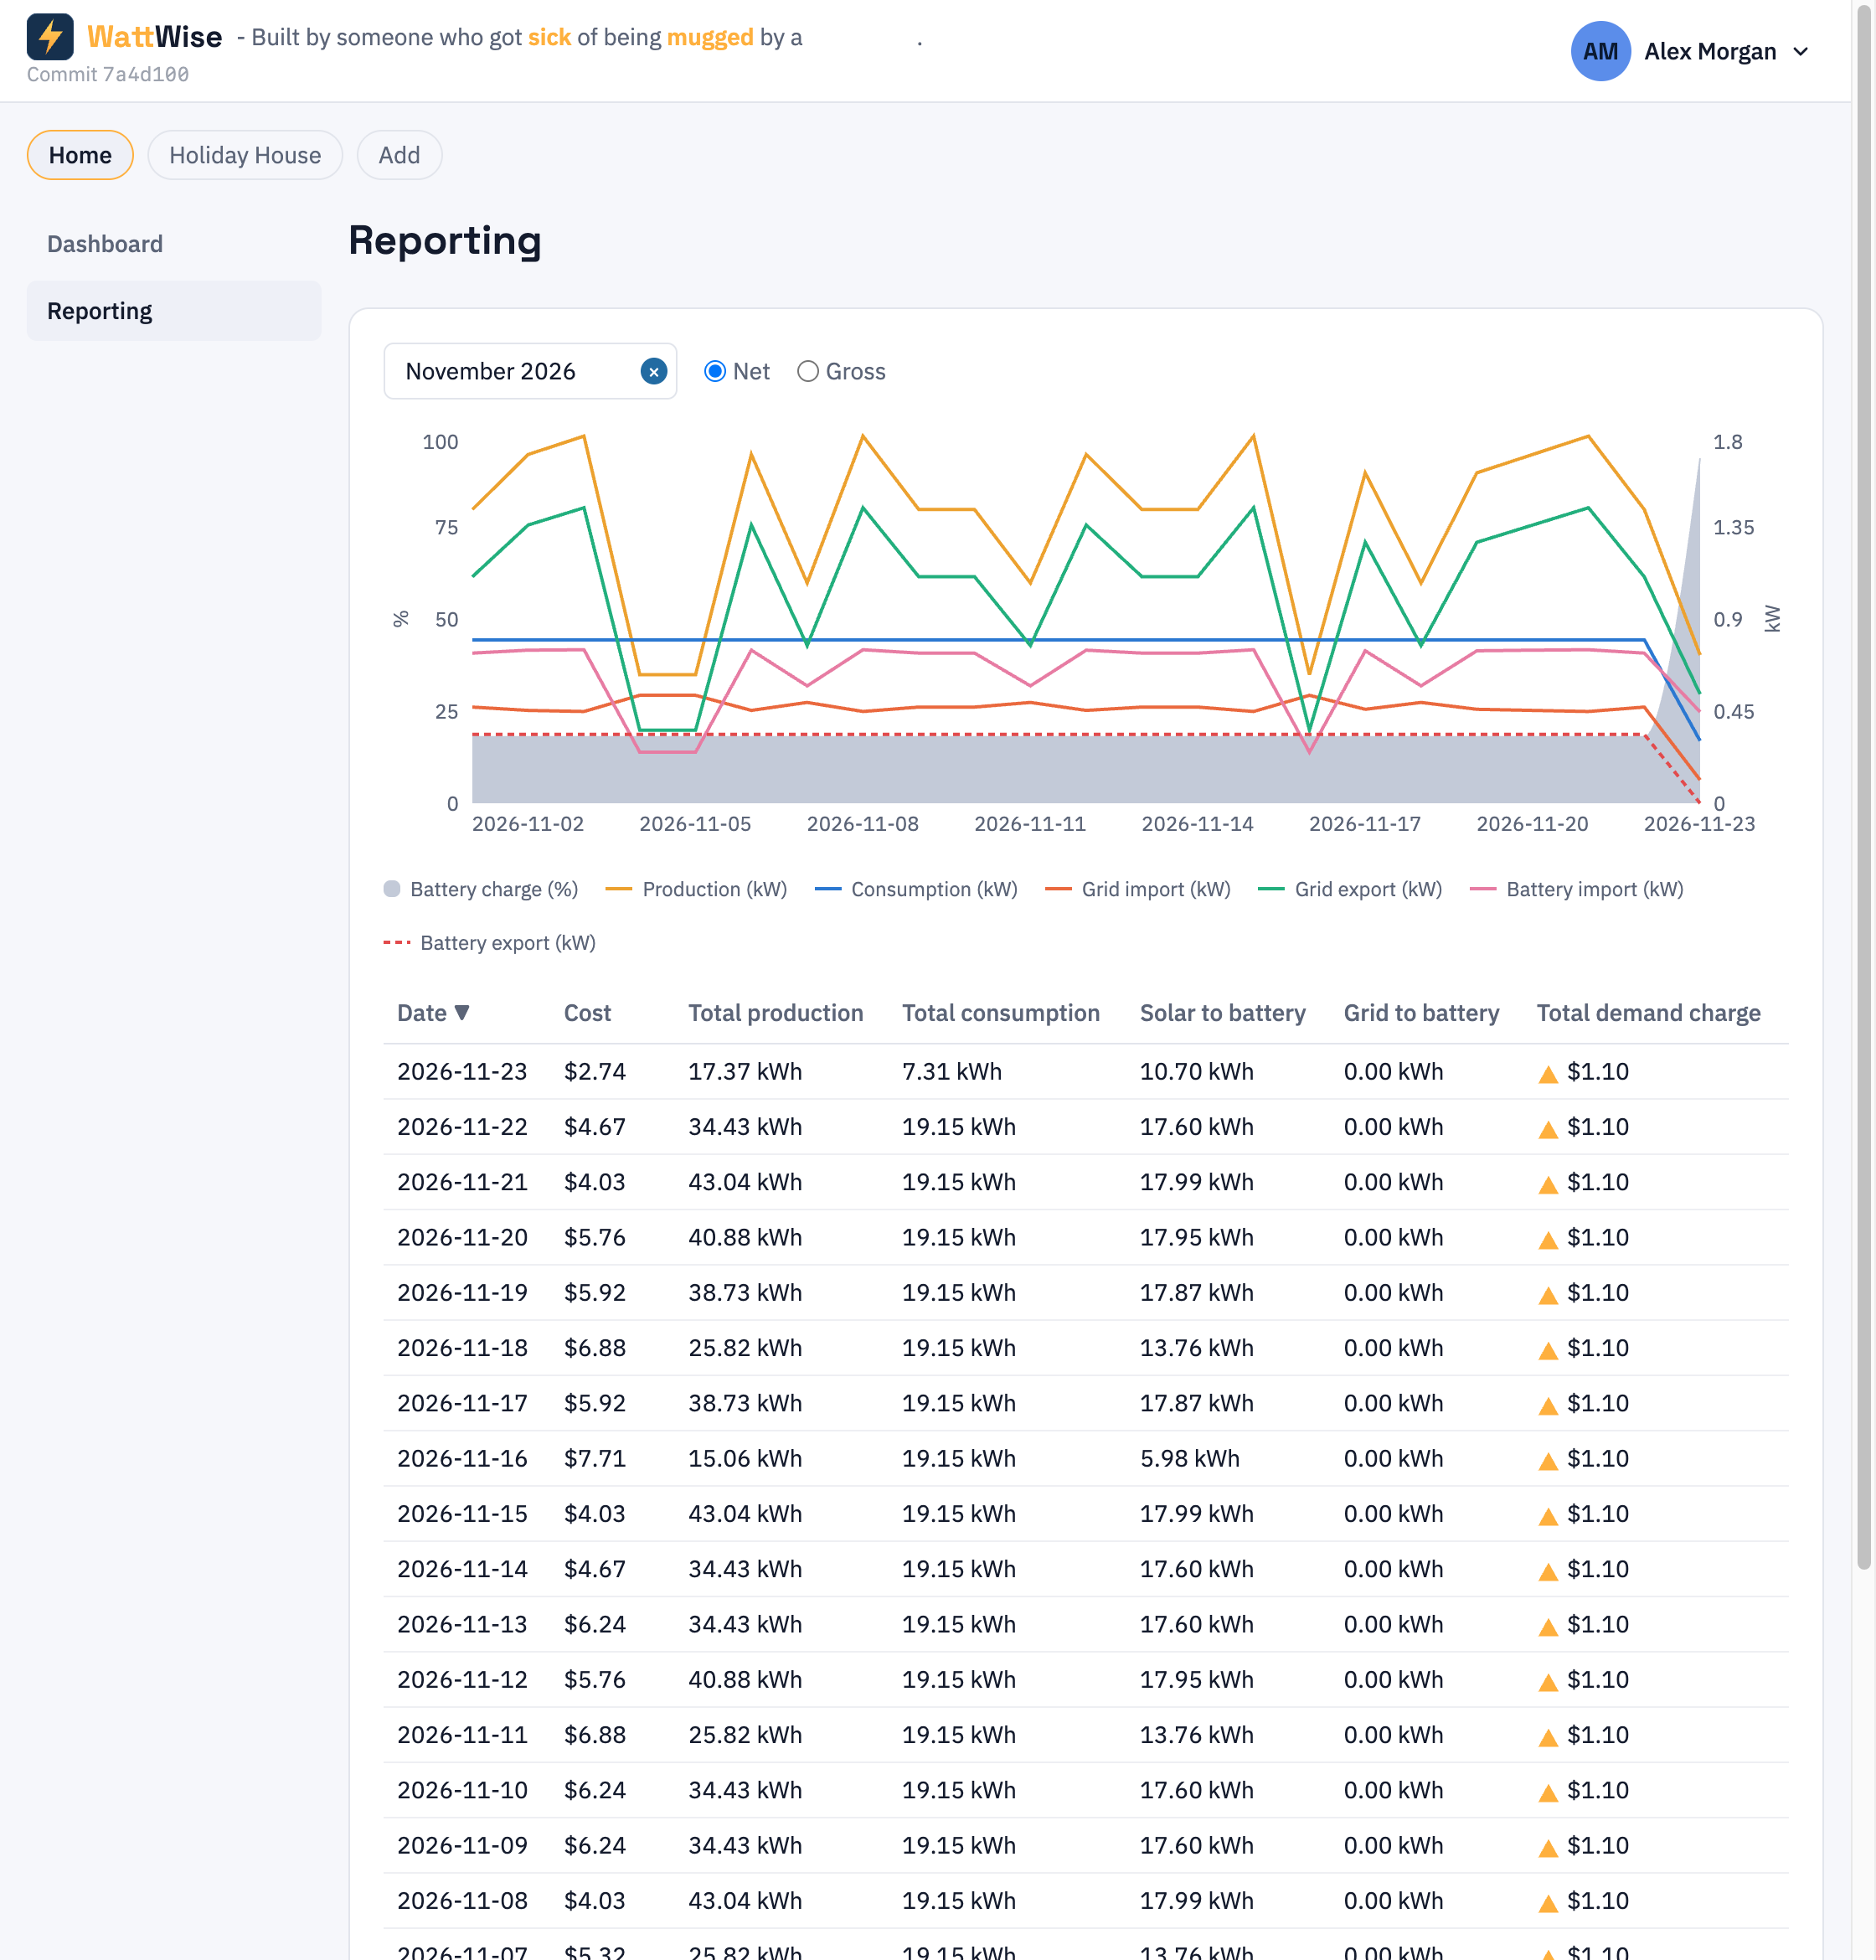 WattWise - Built by someone who got sick of being mugged by a .
Commit 7a4d100
AM Alex Morgan
Home Holiday House Add
Dashboard
Reporting
Reporting
November 2026 Net Gross
100 1.8
75 1.35
% 50 0.9 kW
25 0.45
0 0
2026-11-02 2026-11-05 2026-11-08 2026-11-11 2026-11-14 2026-11-17 2026-11-20 2026-11-23
Battery charge (%) Production (kW) Consumption (kW) Grid import (kW) Grid export (kW) Battery import (kW)
Battery export (kW)
Date ▼ Cost Total production Total consumption Solar to battery Grid to battery Total demand charge
2026-11-23 $2.74 17.37 kWh 7.31 kWh 10.70 kWh 0.00 kWh $1.10
2026-11-22 $4.67 34.43 kWh 19.15 kWh 17.60 kWh 0.00 kWh $1.10
2026-11-21 $4.03 43.04 kWh 19.15 kWh 17.99 kWh 0.00 kWh $1.10
2026-11-20 $5.76 40.88 kWh 19.15 kWh 17.95 kWh 0.00 kWh $1.10
2026-11-19 $5.92 38.73 kWh 19.15 kWh 17.87 kWh 0.00 kWh $1.10
2026-11-18 $6.88 25.82 kWh 19.15 kWh 13.76 kWh 0.00 kWh $1.10
2026-11-17 $5.92 38.73 kWh 19.15 kWh 17.87 kWh 0.00 kWh $1.10
2026-11-16 $7.71 15.06 kWh 19.15 kWh 5.98 kWh 0.00 kWh $1.10
2026-11-15 $4.03 43.04 kWh 19.15 kWh 17.99 kWh 0.00 kWh $1.10
2026-11-14 $4.67 34.43 kWh 19.15 kWh 17.60 kWh 0.00 kWh $1.10
2026-11-13 $6.24 34.43 kWh 19.15 kWh 17.60 kWh 0.00 kWh $1.10
2026-11-12 $5.76 40.88 kWh 19.15 kWh 17.95 kWh 0.00 kWh $1.10
2026-11-11 $6.88 25.82 kWh 19.15 kWh 13.76 kWh 0.00 kWh $1.10
2026-11-10 $6.24 34.43 kWh 19.15 kWh 17.60 kWh 0.00 kWh $1.10
2026-11-09 $6.24 34.43 kWh 19.15 kWh 17.60 kWh 0.00 kWh $1.10
2026-11-08 $4.03 43.04 kWh 19.15 kWh 17.99 kWh 0.00 kWh $1.10
2026-11-07 $5.32 25.82 kWh 19.15 kWh 13.76 kWh 0.00 kWh $1.10